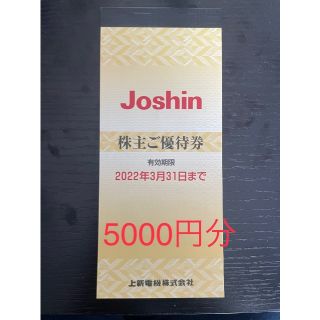 Joshin
株主ご優待券
有効期限
2022年3月31日まで
5000円分
上新電機株式会社